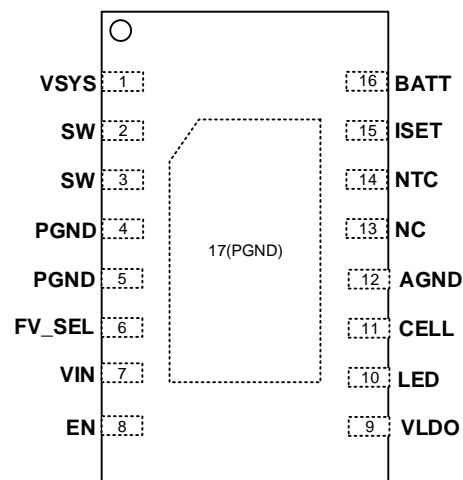 VSYS 1 16 BATT
SW 2 15 ISET
SW 3 14 NTC
PGND 4 13 NC
17(PGND)
PGND 5 12 AGND
FV_SEL 6 11 CELL
VIN 7 10 LED
EN 8 9 VLDO